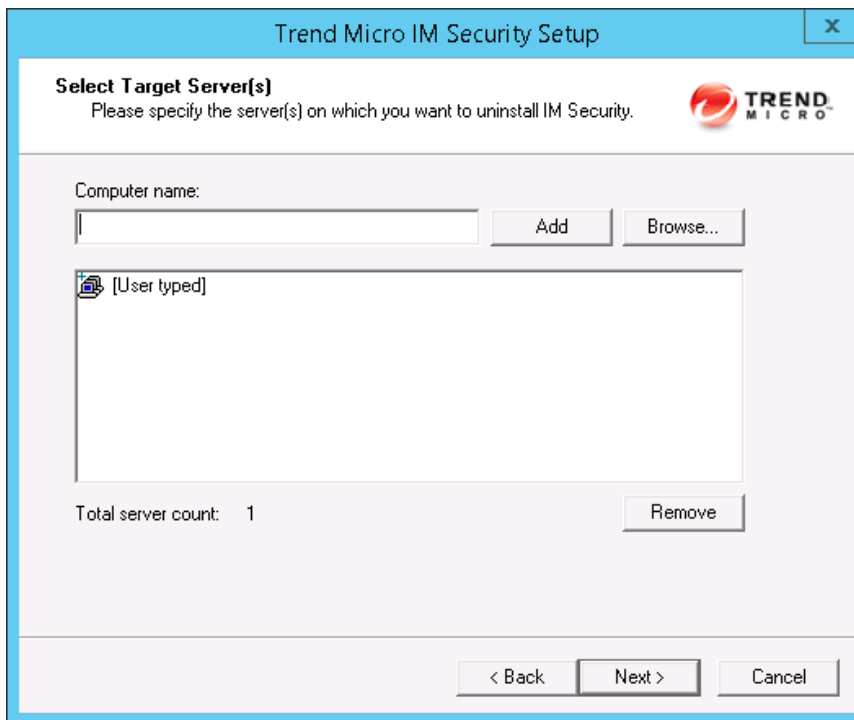 Trend Micro IM Security Setup
x
Select Target Server(s)
Please specify the server(s) on which you want to uninstall IM Security.
TREND
MICRO
Computer name:
Add
Browse...
[User typed]
Total server count: 1
Remove
< Back
Next >
Cancel